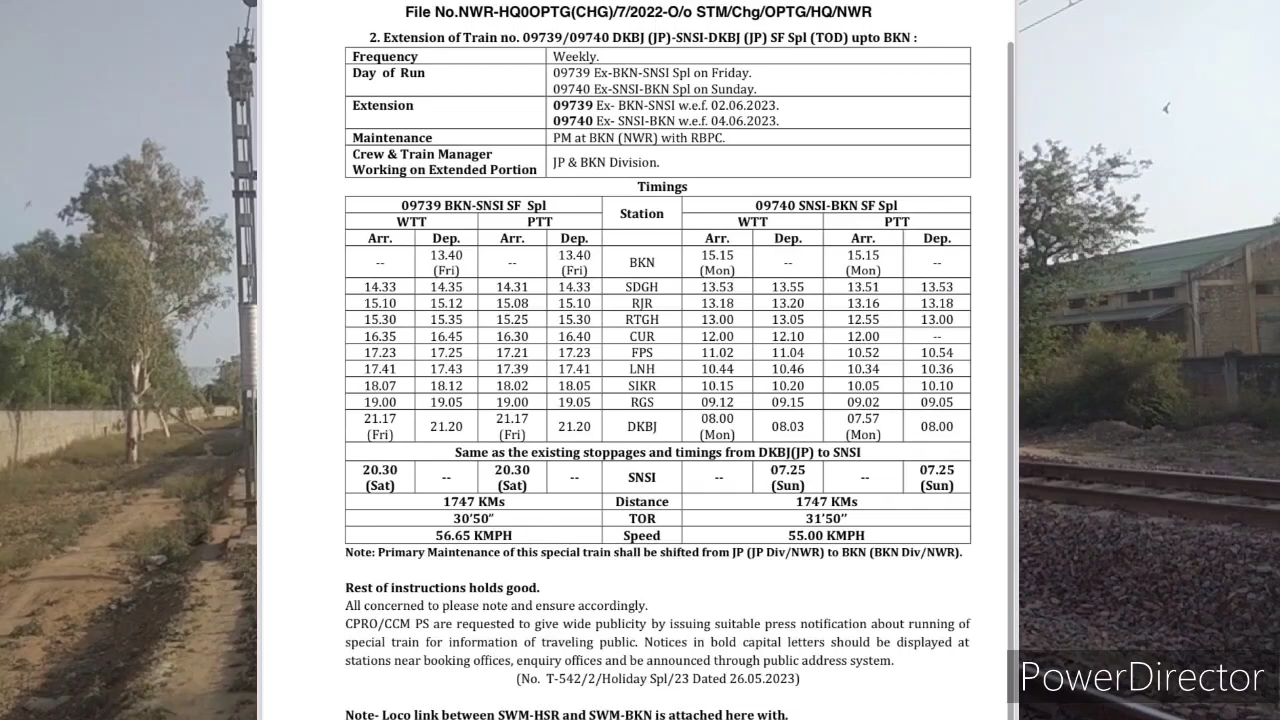 File No.NWR-HQ0OPTG(CHG)/7/2022-O/o STM/Chg/OPTG/HQ/NWR
2. Extension of Train no. 09739/09740 DKBJ (JP)-SNSI-DKBJ (JP) SF Spl (TOD) upto BKN :
Frequency Weekly.
Day of Run 09739 Ex-BKN-SNSI Spl on Friday.
09740 Ex-SNSI-BKN Spl on Sunday.
Extension 09739 Ex- BKN-SNSI w.e.f. 02.06.2023.
09740 Ex- SNSI-BKN w.e.f. 04.06.2023.
Maintenance PM at BKN (NWR) with RBPC.
Crew & Train Manager
Working on Extended Portion JP & BKN Division.
Timings
09739 BKN-SNSI SF Spl Station 09740 SNSI-BKN SF Spl
WTT PTT WTT PTT
Arr. Dep. Arr. Dep. Arr. Dep. Arr. Dep.
-- 13.40 (Fri) -- 13.40 (Fri) BKN 15.15 (Mon) -- 15.15 (Mon) --
14.33 14.35 14.31 14.33 SDGH 13.53 13.55 13.51 13.53
15.10 15.12 15.08 15.10 RJR 13.18 13.20 13.16 13.18
15.30 15.35 15.25 15.30 RTGH 13.00 13.05 12.55 13.00
16.35 16.45 16.30 16.40 CUR 12.00 12.10 12.00 --
17.23 17.25 17.21 17.23 FPS 11.02 11.04 10.52 10.54
17.41 17.43 17.39 17.41 LNH 10.44 10.46 10.34 10.36
18.07 18.12 18.02 18.05 SIKR 10.15 10.20 10.05 10.10
19.00 19.05 19.00 19.05 RGS 09.12 09.15 09.02 09.05
21.17 (Fri) 21.20 21.17 (Fri) 21.20 DKBJ 08.00 (Mon) 08.03 07.57 (Mon) 08.00
Same as the existing stoppages and timings from DKBJ(JP) to SNSI
20.30 (Sat) -- 20.30 (Sat) -- SNSI -- 07.25 (Sun) -- 07.25 (Sun)
1747 KMs Distance 1747 KMs
30'50" TOR 31'50"
56.65 KMPH Speed 55.00 KMPH
Note: Primary Maintenance of this special train shall be shifted from JP (JP Div/NWR) to BKN (BKN Div/NWR).
Rest of instructions holds good.
All concerned to please note and ensure accordingly.
CPRO/CCM PS are requested to give wide publicity by issuing suitable press notification about running of
special train for information of traveling public. Notices in bold capital letters should be displayed at
stations near booking offices, enquiry offices and be announced through public address system.
(No. T-542/2/Holiday Spl/23 Dated 26.05.2023)
Note- Loco link between SWM-HSR and SWM-BKN is attached here with.
PowerDirector